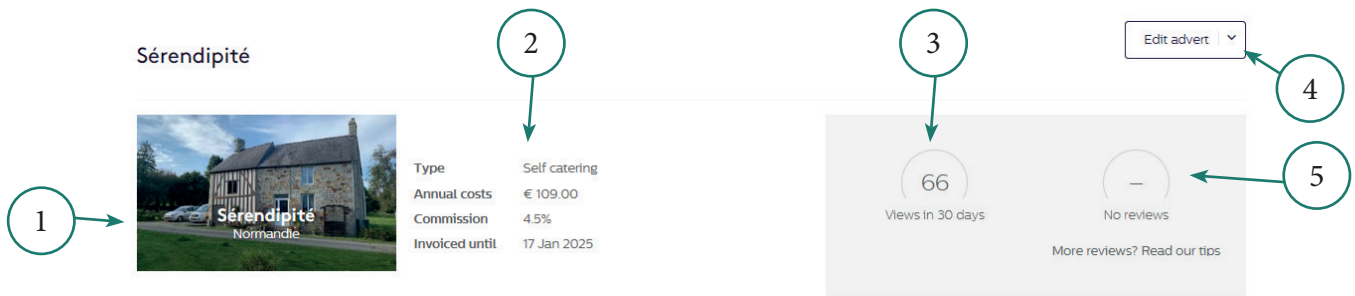 Sérendipité
1
2
3
4
5
Edit advert
Sérendipité
Normandie
Type Self catering
Annual costs € 109.00
Commission 4.5%
Invoiced until 17 Jan 2025
66
Views in 30 days
–
No reviews
More reviews? Read our tips